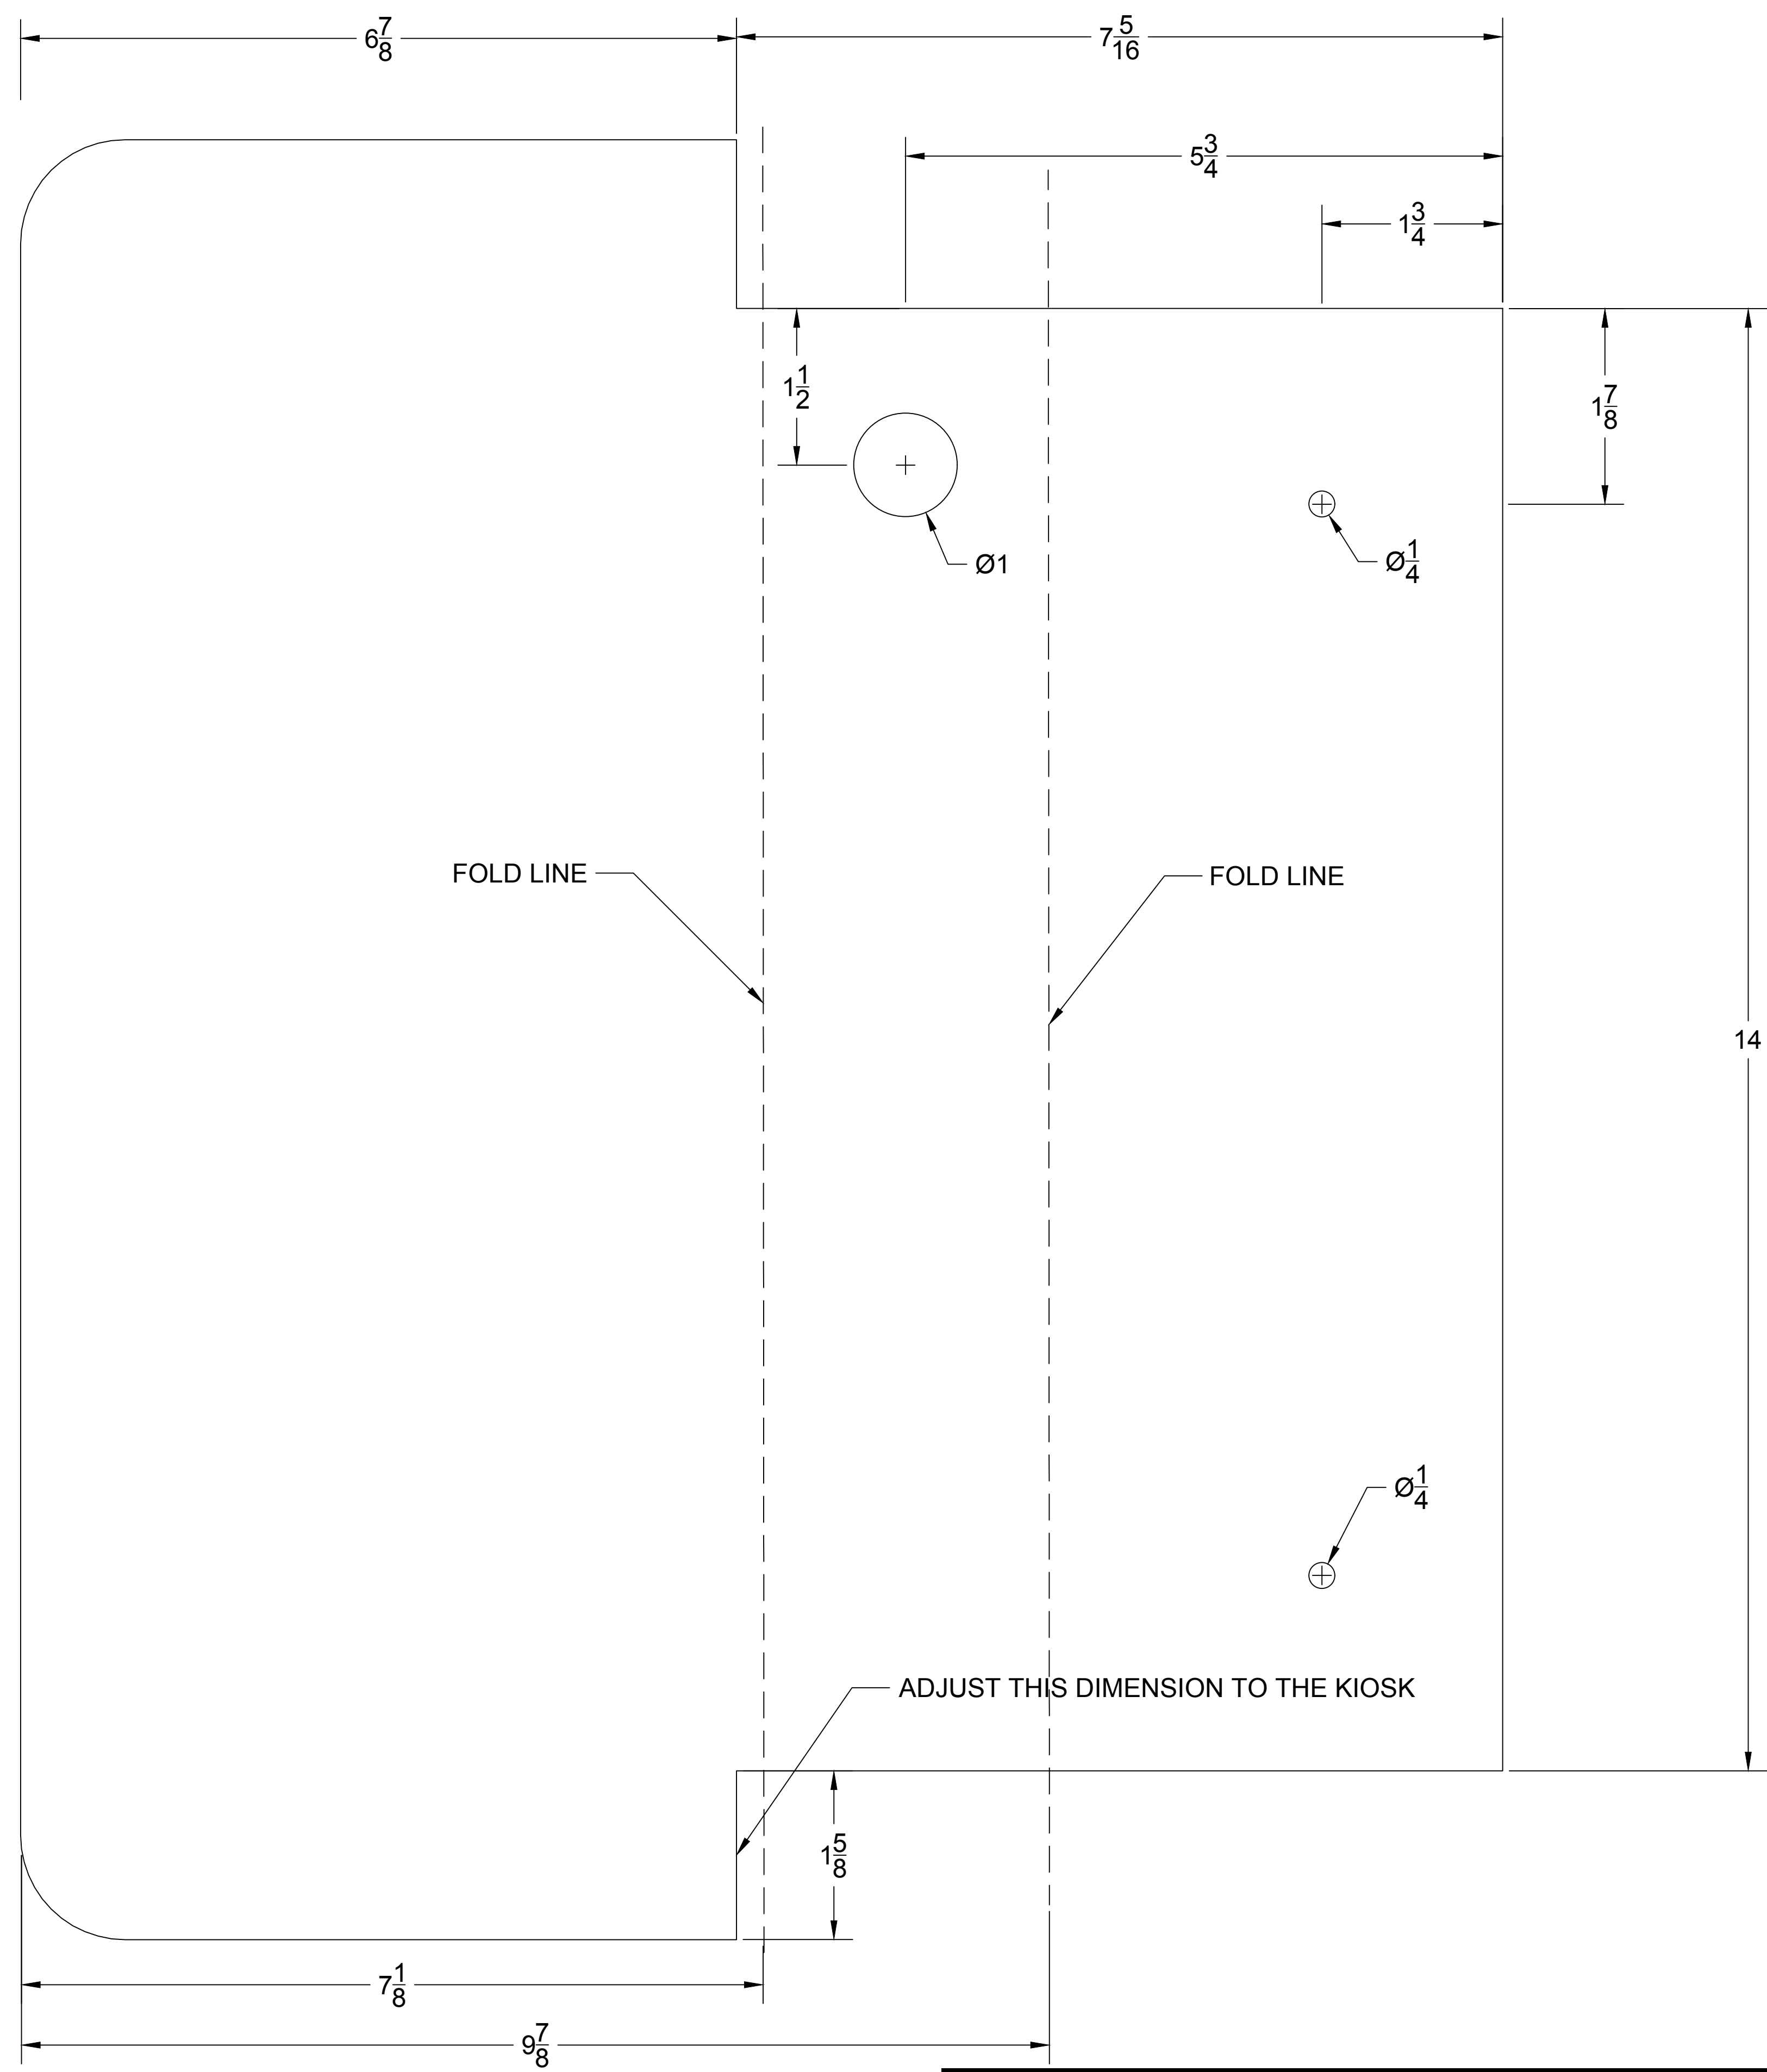 6 7/8
7 5/16
5 3/4
1 3/4
1 1/2
1 7/8
Ø1
Ø1/4
FOLD LINE
FOLD LINE
14
Ø1/4
ADJUST THIS DIMENSION TO THE KIOSK
1 5/8
7 1/8
9 7/8